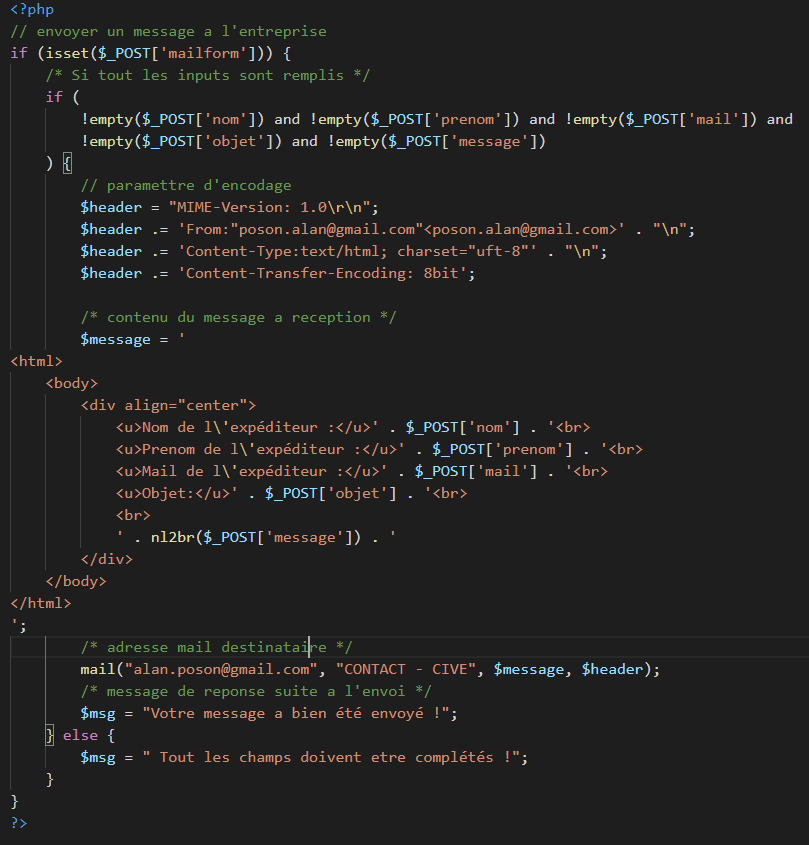 <?php
// envoyer un message a l'entreprise
if (isset($_POST['mailform'])) {
    /* Si tout les inputs sont remplis */
    if (
        !empty($_POST['nom']) and !empty($_POST['prenom']) and !empty($_POST['mail']) and
        !empty($_POST['objet']) and !empty($_POST['message'])
    ) {
        // paramettre d'encodage
        $header = "MIME-Version: 1.0\r\n";
        $header .= 'From:"poson.alan@gmail.com"<poson.alan@gmail.com>' . "\n";
        $header .= 'Content-Type:text/html; charset="uft-8"' . "\n";
        $header .= 'Content-Transfer-Encoding: 8bit';

        /* contenu du message a reception */
        $message = '
<html>
    <body>
        <div align="center">
            <u>Nom de l\'expéditeur :</u>' . $_POST['nom'] . '<br>
            <u>Prenom de l\'expéditeur :</u>' . $_POST['prenom'] . '<br>
            <u>Mail de l\'expéditeur :</u>' . $_POST['mail'] . '<br>
            <u>Objet:</u>' . $_POST['objet'] . '<br>
            <br>
            ' . nl2br($_POST['message']) . '
        </div>
    </body>
</html>
';
        /* adresse mail destinataire */
        mail("alan.poson@gmail.com", "CONTACT - CIVE", $message, $header);
        /* message de reponse suite a l'envoi */
        $msg = "Votre message a bien été envoyé !";
    } else {
        $msg = " Tout les champs doivent etre complétés !";
    }
}
?>